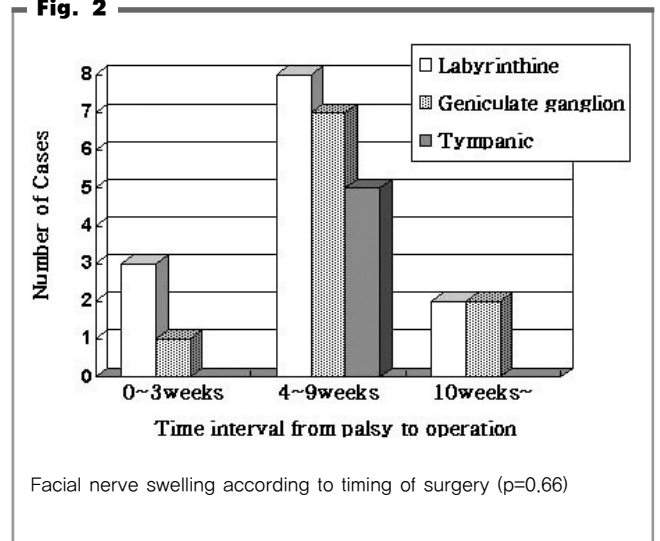 Fig. 2
Labyrinthine
Geniculate ganglion
Tympanic
Number of Cases
8
7
6
5
4
3
2
1
0
0~3weeks 4~9weeks 10weeks~
Time interval from palsy to operation
Facial nerve swelling according to timing of surgery (p=0.66)